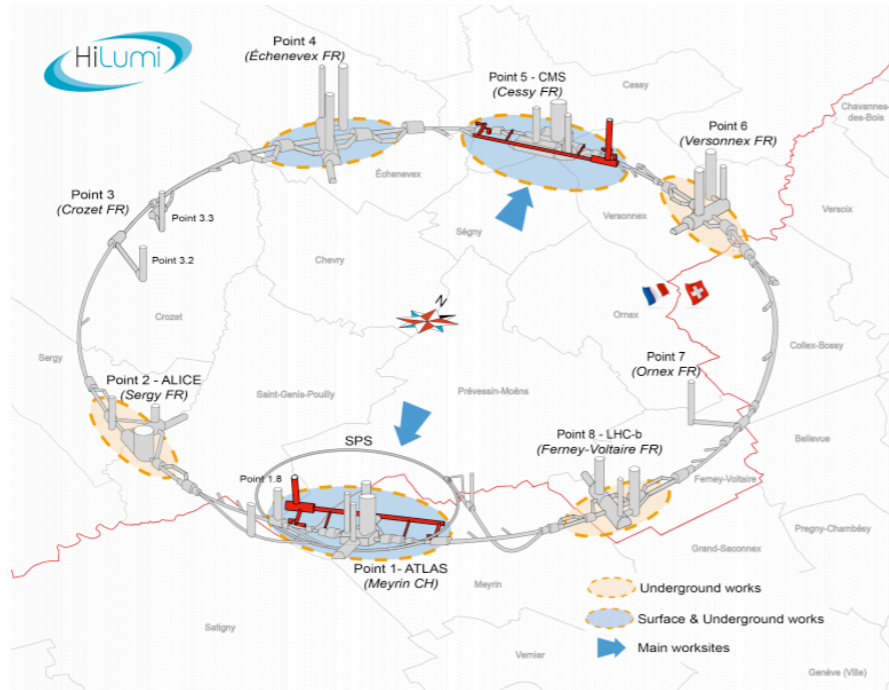 HiLumi
Point 4
(Échenevex FR)
Point 5 - CMS
(Cessy FR)
Cessy
Chavannes-
des-Bois
Point 6
(Versonnex FR)
Échenevex
Point 3
(Crozet FR)
Point 3.3
Versonnex
Versoix
Ségny
Point 3.2
Chevry
N
Crozet
Ornex
Sergy
Collex-Bossy
Point 7
(Ornex FR)
Point 2 - ALICE
(Sergy FR)
Saint-Genis-Pouilly
Prévessin-Moëns
SPS
Point 8 - LHC-b
(Ferney-Voltaire FR)
Bellevue
Point 1.8
Ferney-Voltaire
Pregny-Chambésy
Grand-Saconnex
Point 1- ATLAS
(Meyrin CH)
Meyrin
Underground works
Satigny
Surface & Underground works
Main worksites
Vernier
Genève (Ville)